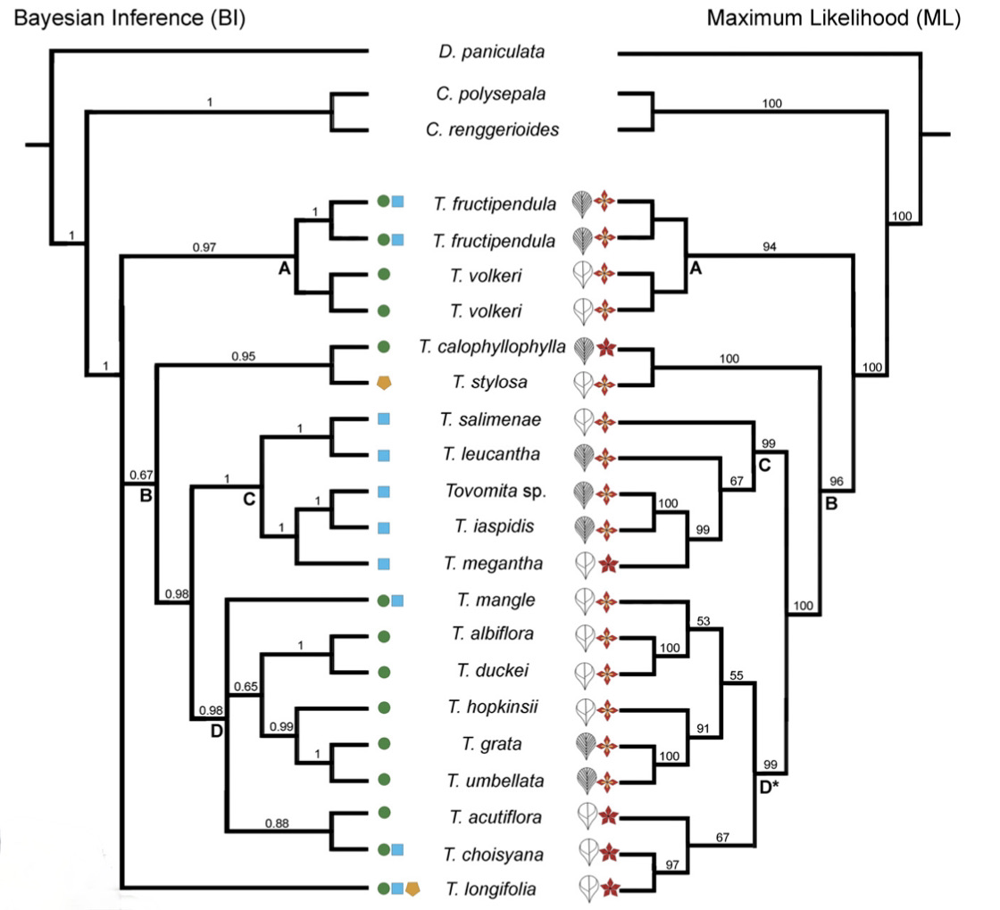 Bayesian Inference (BI)
Maximum Likelihood (ML)
D. paniculata
C. polysepala
1
100
C. renggerioides
T. fructipendula
1
100
1
T. fructipendula
0.97
94
A
A
T. volkeri
T. volkeri
T. calophyllophylla
0.95
100
1
100
T. stylosa
T. salimenae
1
99
C
T. leucantha
0.67
1
67
96
B
C
B
Tovomita sp.
1
100
T. iaspidis
1
99
T. megantha
0.98
T. mangle
100
53
T. albiflora
1
100
T. duckei
0.65
55
0.98
D
T. hopkinsii
0.99
91
T. grata
1
100
T. umbellata
99
D*
T. acutiflora
0.88
67
T. choisyana
97
T. longifolia